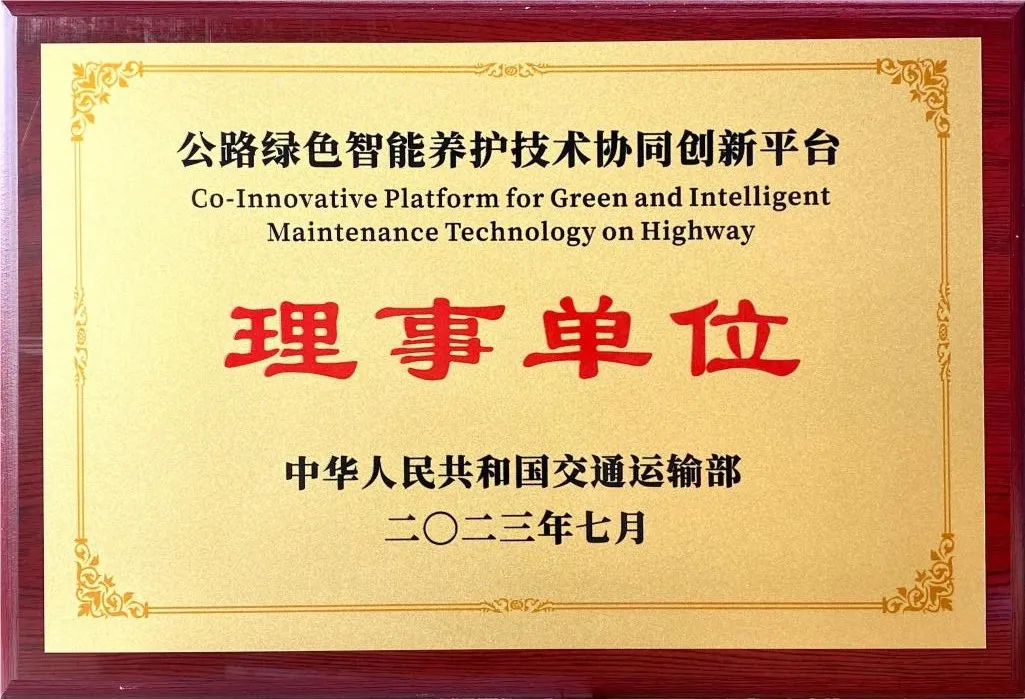 公路绿色智能养护技术协同创新平台
Co-Innovative Platform for Green and Intelligent
Maintenance Technology on Highway
理事单位
中华人民共和国交通运输部
二〇二三年七月